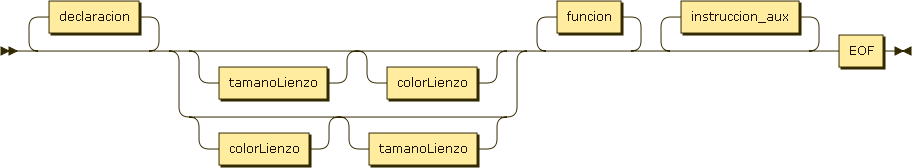 declaracion funcion instruccion_aux
EOF
tamanoLienzo colorLienzo
colorLienzo tamanoLienzo